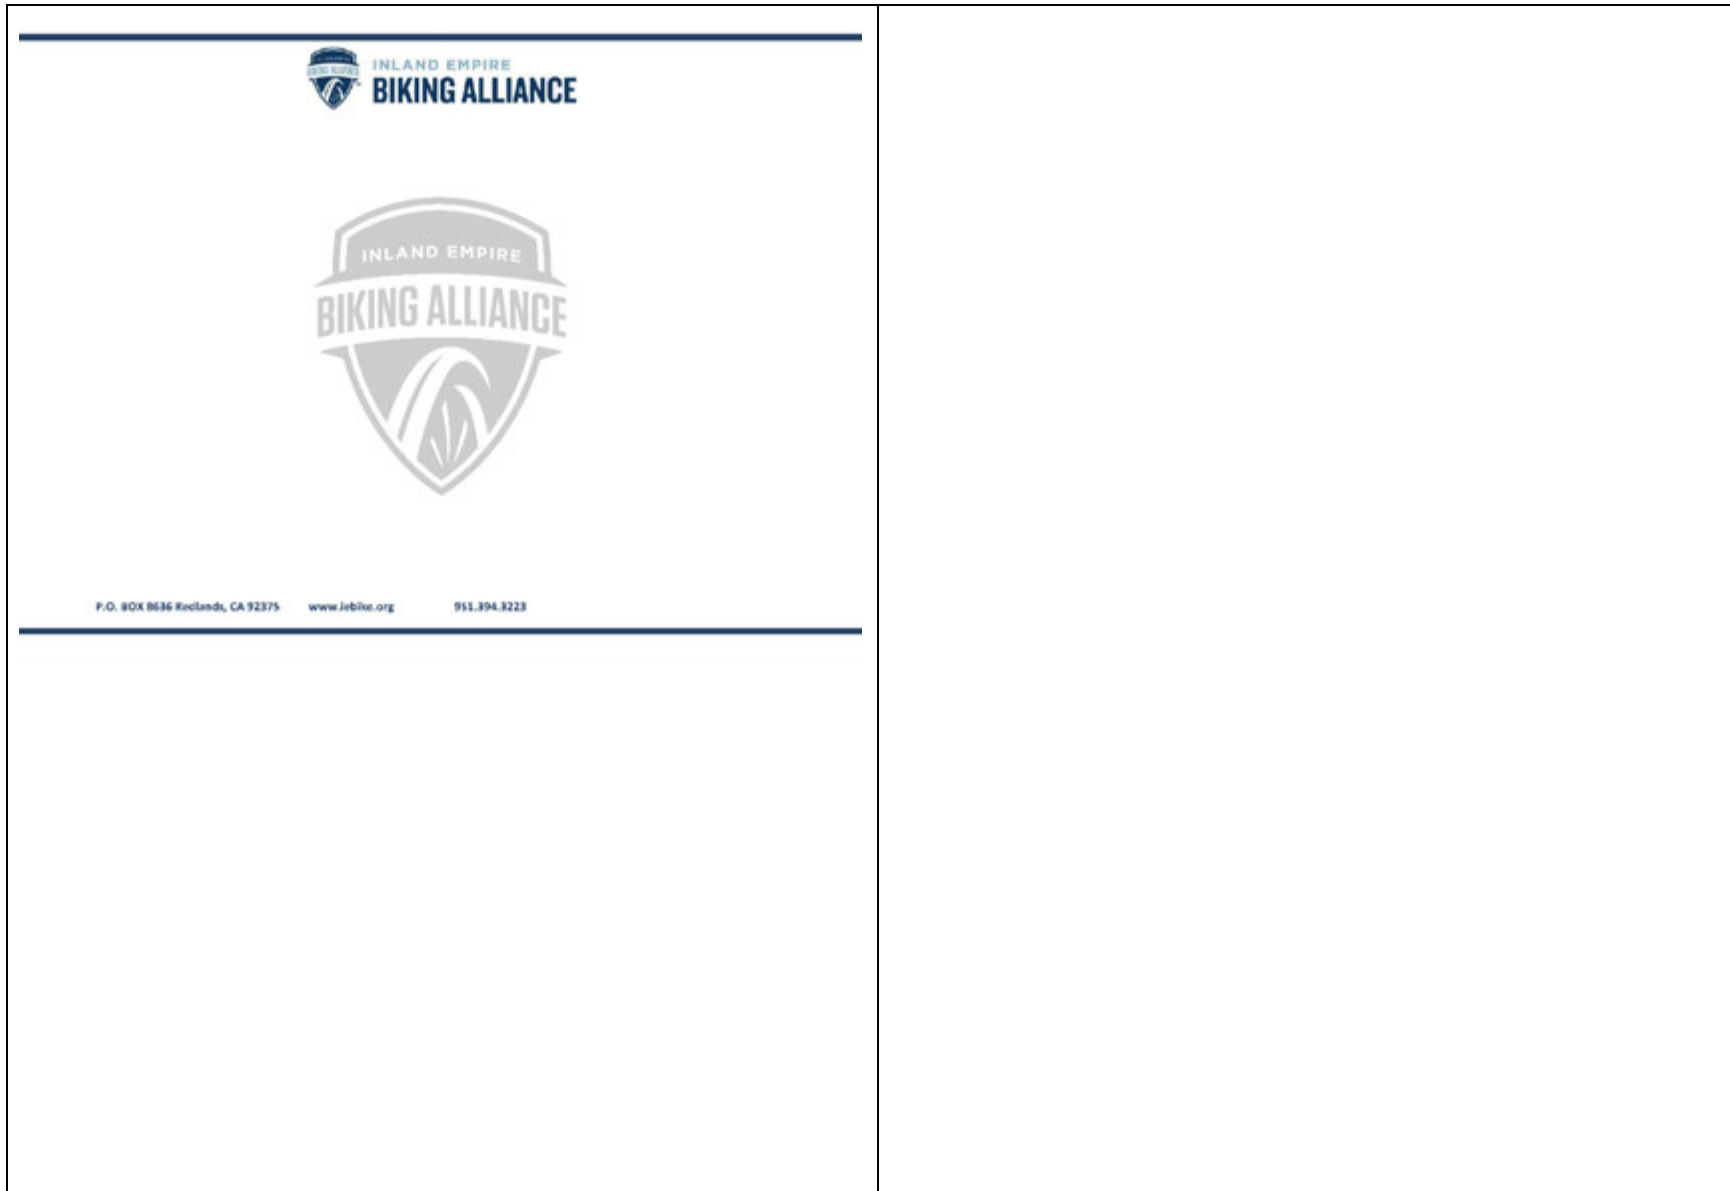 INLAND EMPIRE
BIKING ALLIANCE
INLAND EMPIRE
BIKING ALLIANCE
P.O. BOX 8636 Redlands, CA 92375 www.iebike.org 951.394.3223